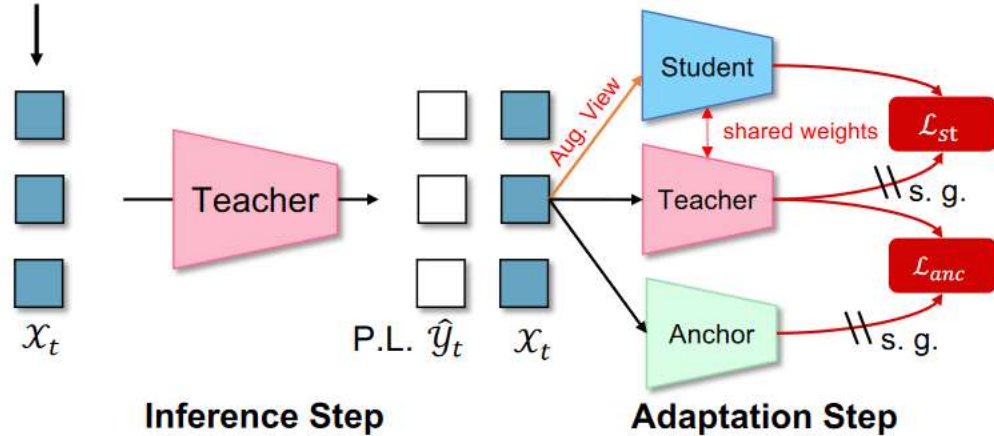 Student
Aug. View
shared weights
ℒst
Teacher
Teacher
s. g.
ℒanc
Anchor
s. g.
𝒳t
P.L. 𝒴̂t
𝒳t
Inference Step
Adaptation Step